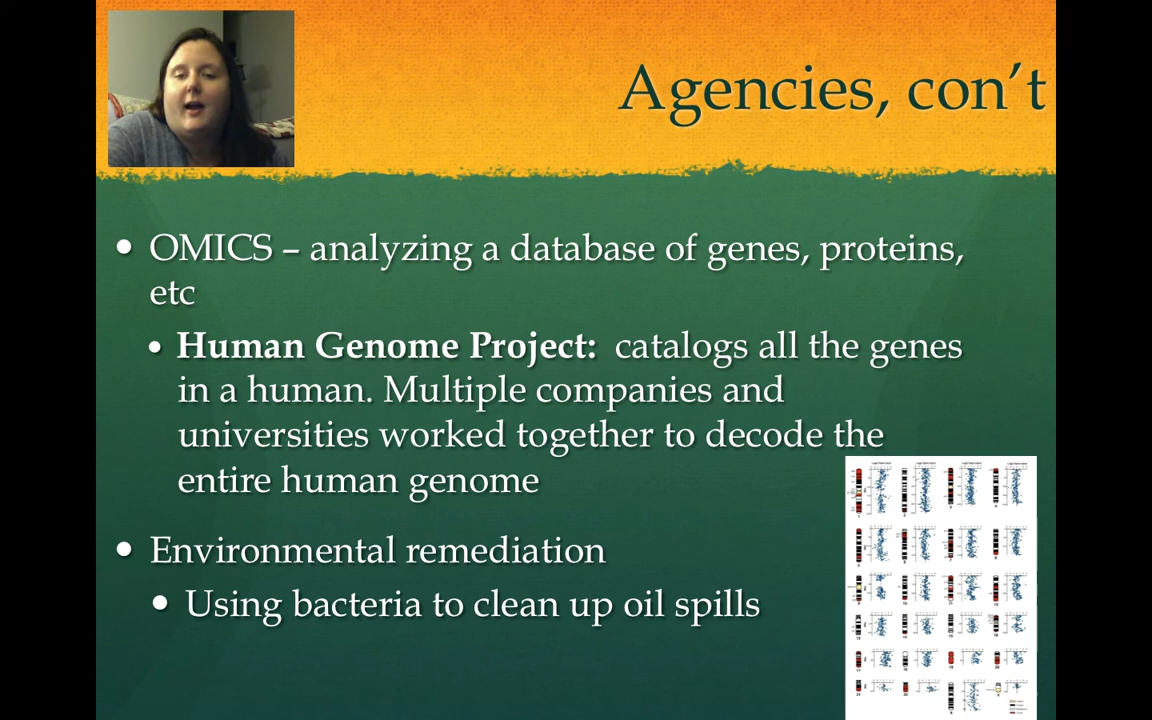 Agencies, con’t
• OMICS – analyzing a database of genes, proteins,
etc
• Human Genome Project: catalogs all the genes
in a human. Multiple companies and
universities worked together to decode the
entire human genome
• Environmental remediation
• Using bacteria to clean up oil spills